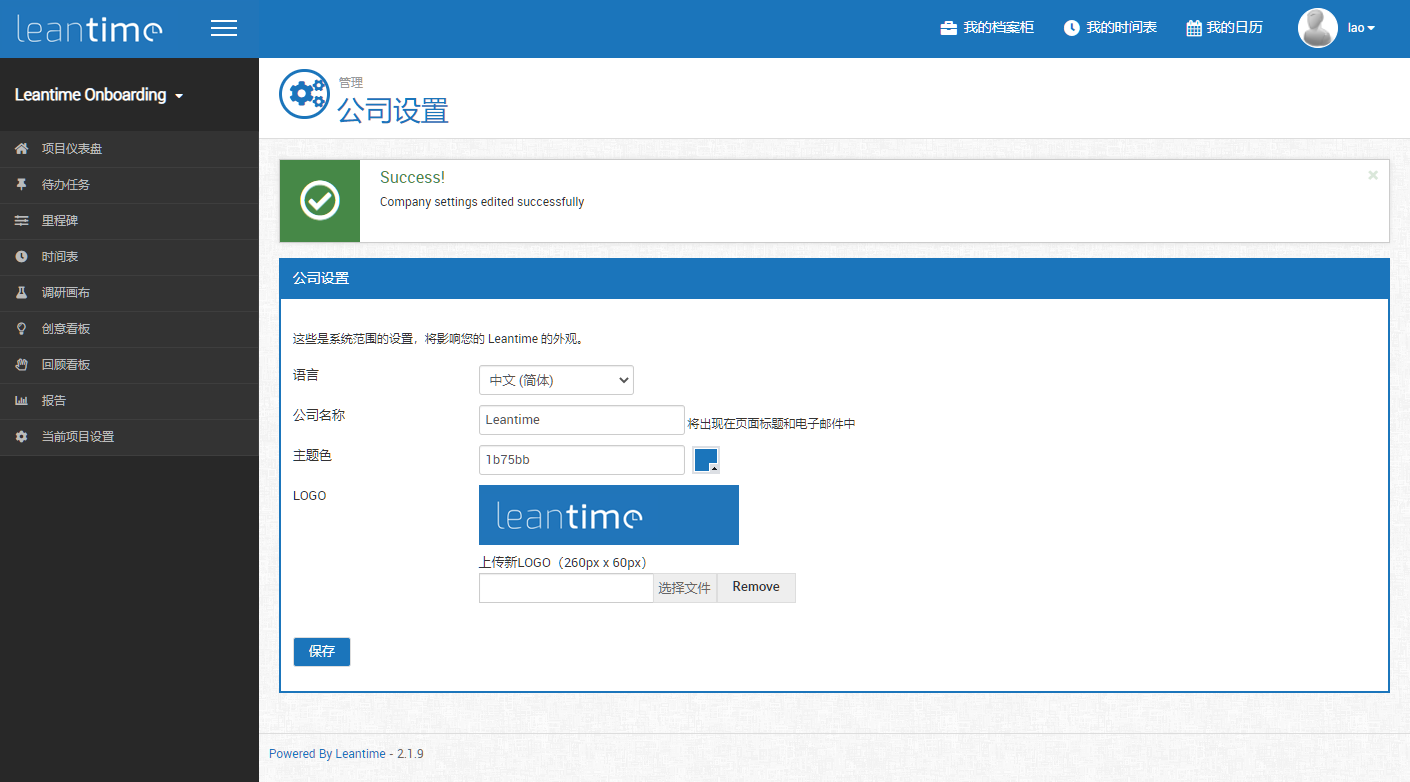 leantime
我的档案柜
我的时间表
我的日历
lao
Leantime Onboarding
项目仪表盘
待办任务
里程碑
时间表
调研画布
创意看板
回顾看板
报告
当前项目设置
管理
公司设置
Success!
×
Company settings edited successfully
公司设置
这些是系统范围的设置，将影响您的 Leantime 的外观。
语言
中文 (简体)
公司名称
Leantime
将出现在页面标题和电子邮件中
主题色
1b75bb
LOGO
leantime
上传新LOGO（260px x 60px）
选择文件
Remove
保存
Powered By Leantime - 2.1.9